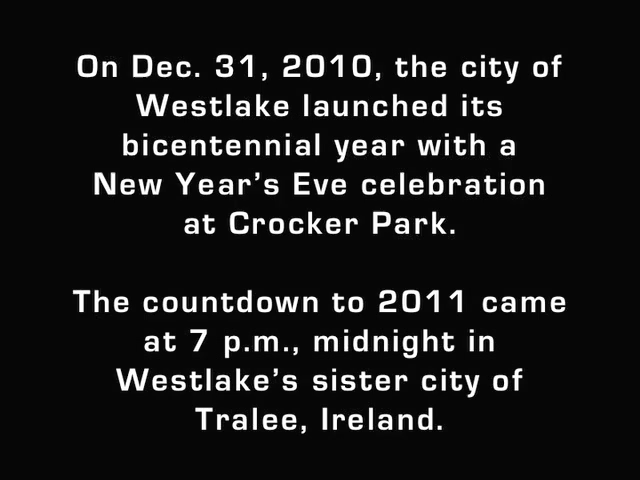 On Dec. 31, 2010, the city of
Westlake launched its
bicentennial year with a
New Year's Eve celebration
at Crocker Park.
The countdown to 2011 came
at 7 p.m., midnight in
Westlake's sister city of
Tralee, Ireland.